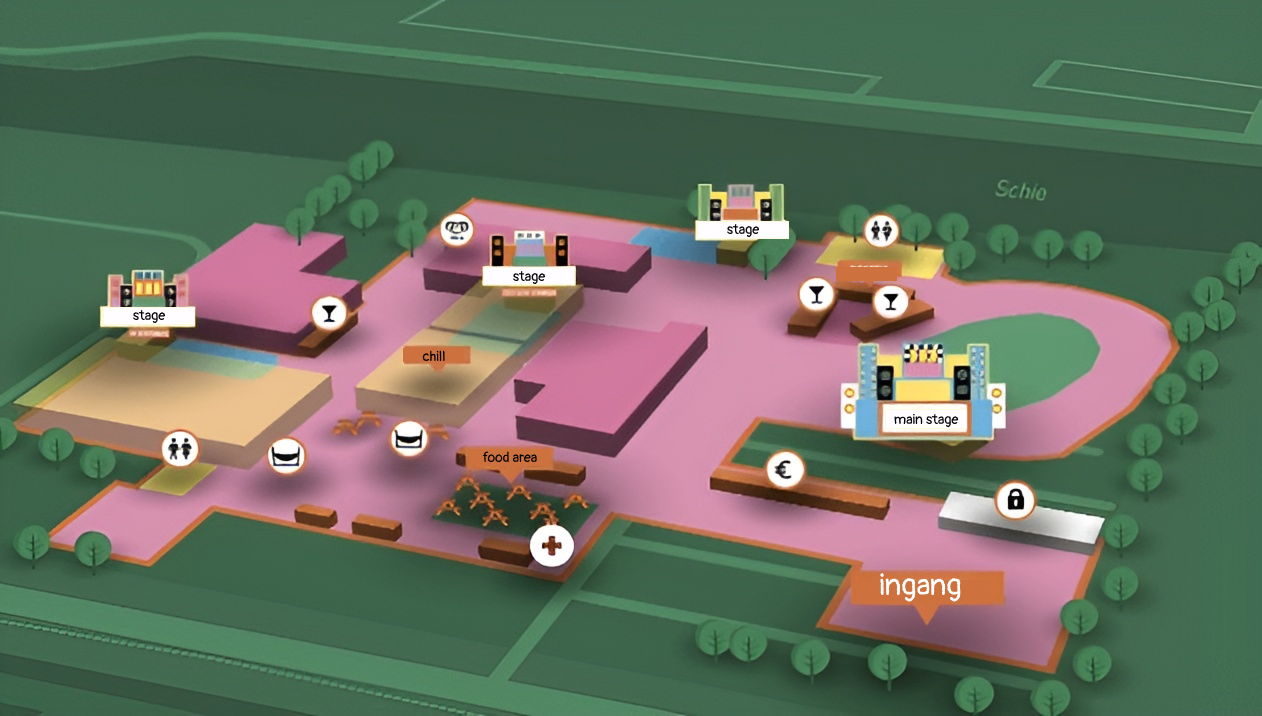 Schie
stage
stage
stage
chill
main stage
food area
€
ingang